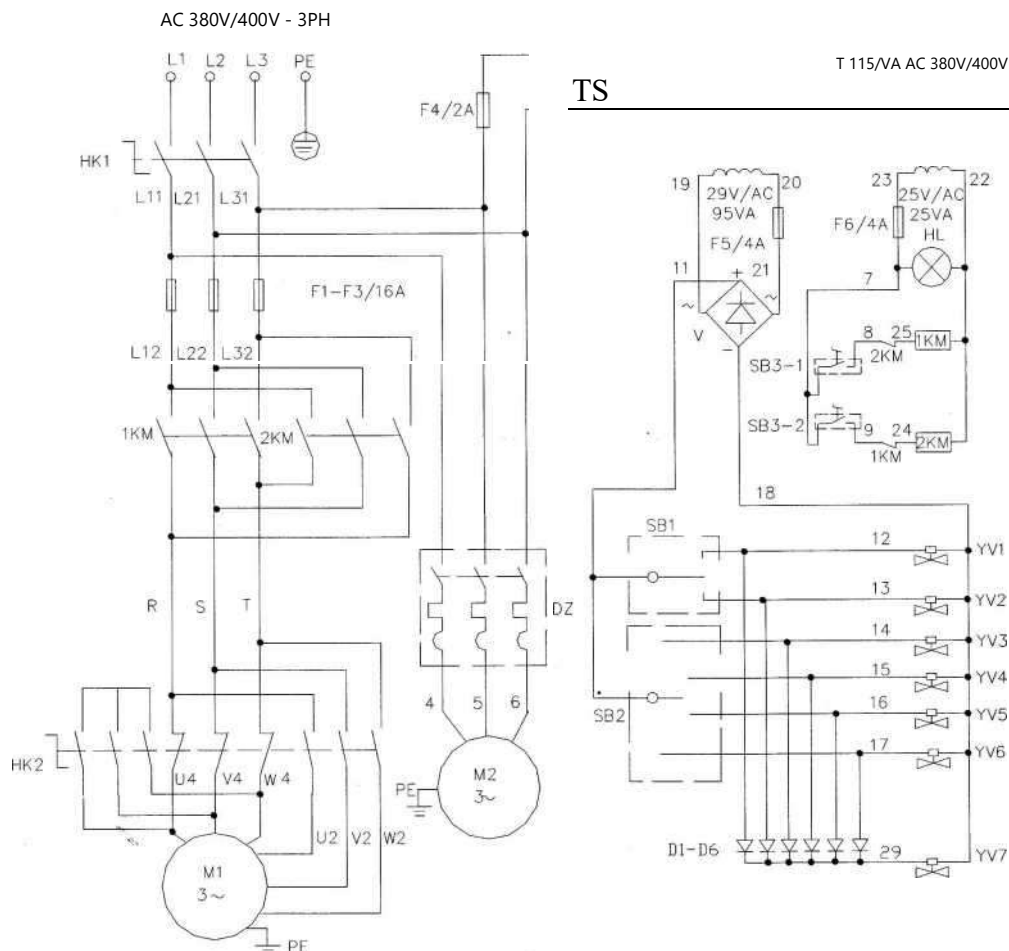 AC 380V/400V - 3PH
T 115/VA AC 380V/400V
TS
L1 L2 L3 PE
F4/2A
HK1
L11 L21 L31
F1-F3/16A
L12 L22 L32
1KM 2KM
R S T
DZ
4 5 6
HK2
U4 V4 W4
M2
3~
PE
U2 V2 W2
M1
3~
PE
19 20
29V/AC
95VA
F5/4A
23 22
25V/AC
25VA
F6/4A
HL
11 + 21
~ ~
V -
7
8 25
1KM
2KM
SB3-1
SB3-2
9 24
2KM
1KM
18
SB1
12 YV1
13 YV2
14 YV3
15 YV4
SB2
16 YV5
17 YV6
D1-D6
29 YV7